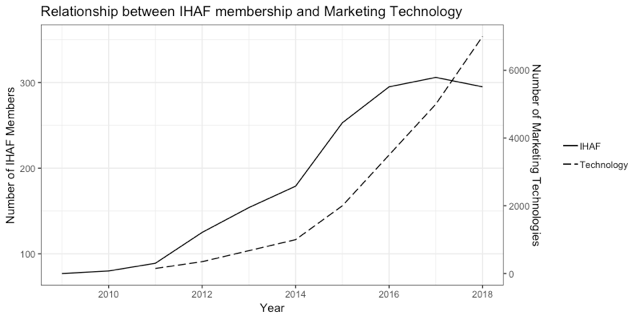 Relationship between IHAF membership and Marketing Technology
Number of IHAF Members
300
200
100
2010
2012
2014
2016
2018
Year
6000
4000
2000
0
Number of Marketing Technologies
IHAF
Technology